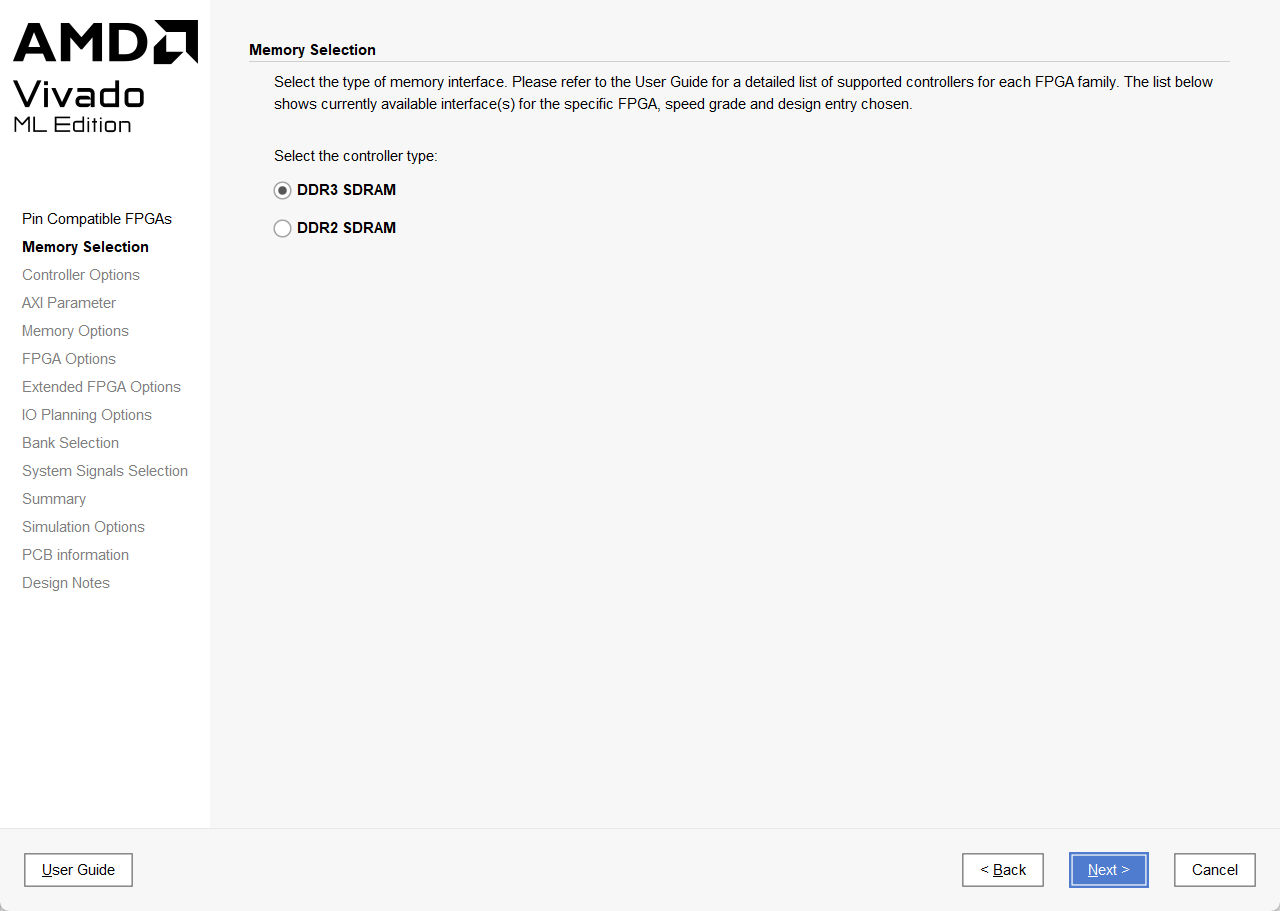 AMD
Vivado
ML Edition
Pin Compatible FPGAs
Memory Selection
Controller Options
AXI Parameter
Memory Options
FPGA Options
Extended FPGA Options
IO Planning Options
Bank Selection
System Signals Selection
Summary
Simulation Options
PCB information
Design Notes
Memory Selection
Select the type of memory interface. Please refer to the User Guide for a detailed list of supported controllers for each FPGA family. The list below
shows currently available interface(s) for the specific FPGA, speed grade and design entry chosen.
Select the controller type:
DDR3 SDRAM
DDR2 SDRAM
User Guide
< Back
Next >
Cancel